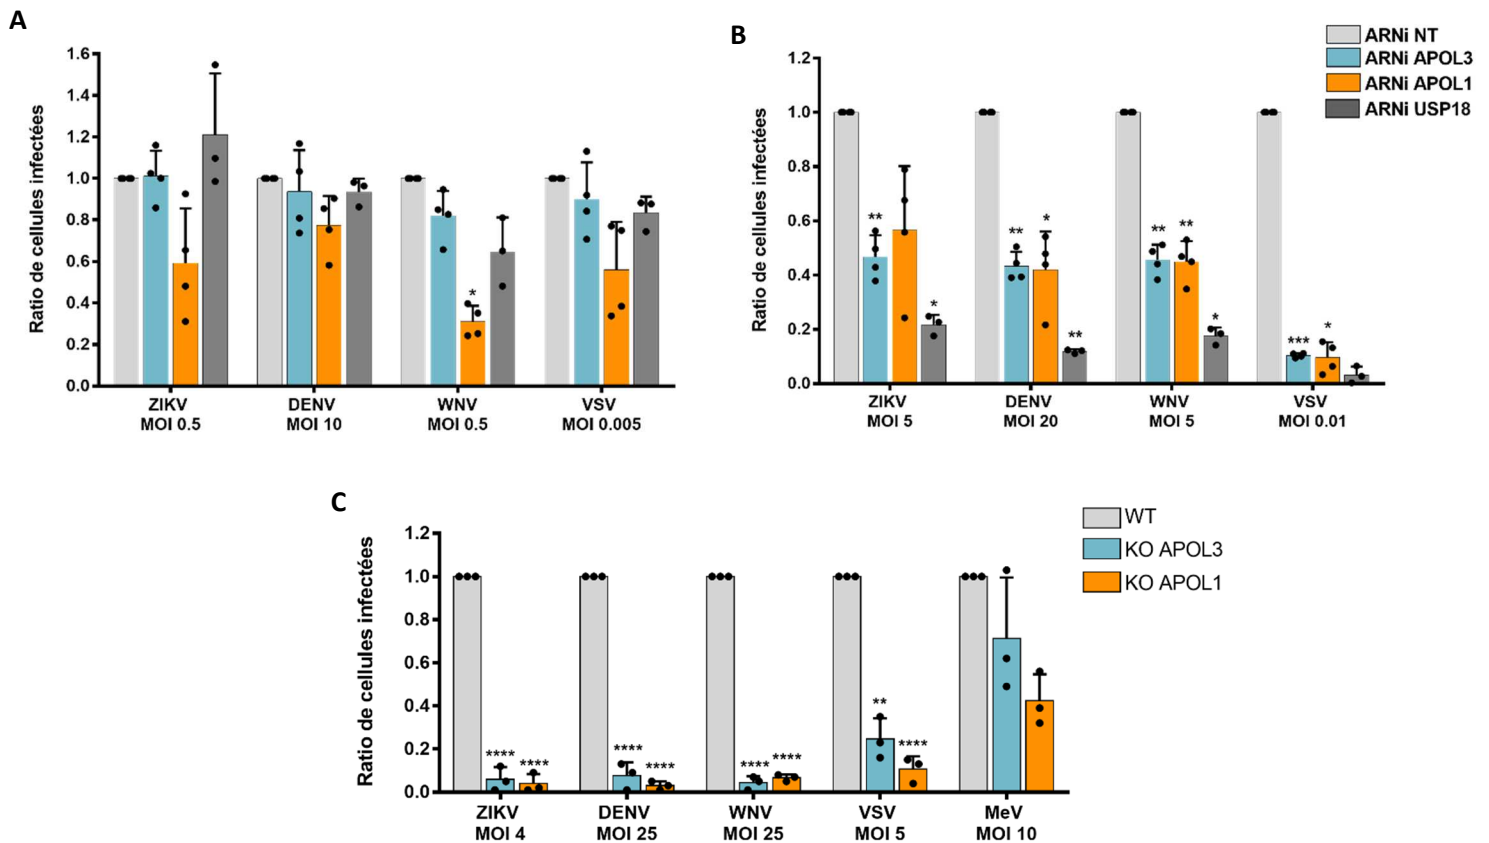 A
Ratio de cellules infectées
1.6
1.4
1.2
1.0
0.8
0.6
0.4
0.2
0.0
*
ZIKV DENV WNV VSV
MOI 0.5 MOI 10 MOI 0.5 MOI 0.005
B
ARNi NT
ARNi APOL3
ARNi APOL1
ARNi USP18
Ratio de cellules infectées
1.2
1.0
0.8
0.6
0.4
0.2
0.0
** * ** * ** ** ** * *** *
ZIKV DENV WNV VSV
MOI 5 MOI 20 MOI 5 MOI 0.01
C
WT
KO APOL3
KO APOL1
Ratio de cellules infectées
1.2
1.0
0.8
0.6
0.4
0.2
0.0
**** **** **** **** **** **** ** ****
ZIKV DENV WNV VSV MeV
MOI 4 MOI 25 MOI 25 MOI 5 MOI 10